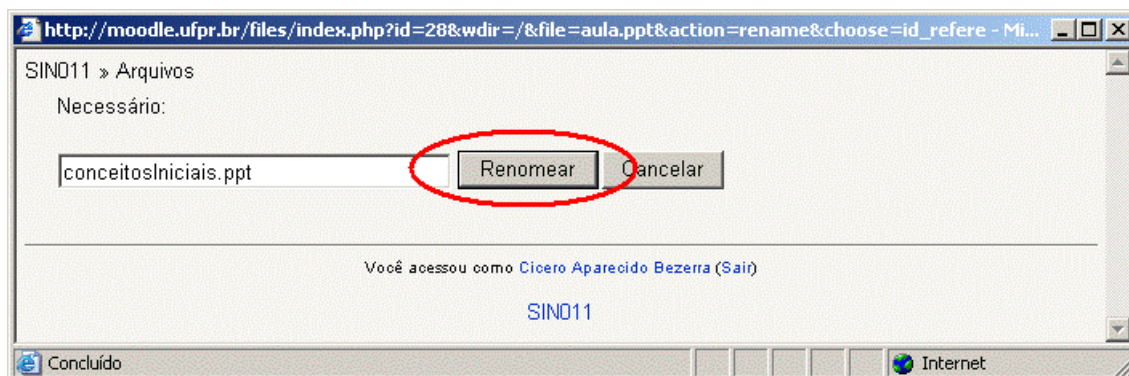 http://moodle.ufpr.br/files/index.php?id=28&wdir=/&file=aula.ppt&action=rename&choose=id_refere - Mi...
SIN011 » Arquivos
Necessário:
conceitosIniciais.ppt Renomear Cancelar
Você acessou como Cicero Aparecido Bezerra (Sair)
SIN011
Concluído Internet